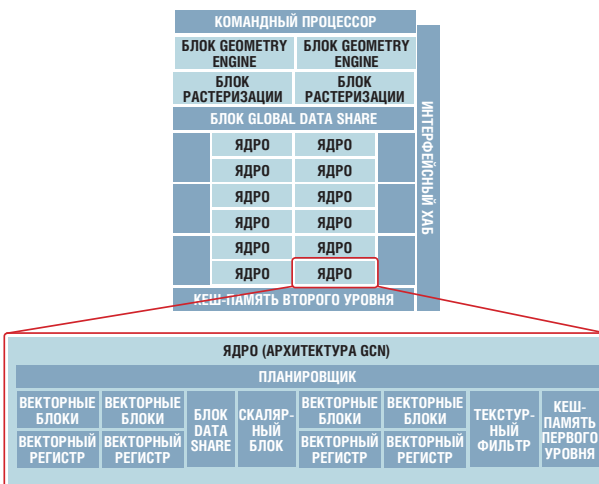 КОМАНДНЫЙ ПРОЦЕССОР
БЛОК GEOMETRY
ENGINE
БЛОК GEOMETRY
ENGINE
БЛОК
РАСТЕРИЗАЦИИ
БЛОК
РАСТЕРИЗАЦИИ
БЛОК GLOBAL DATA SHARE
ИНТЕРФЕЙСНЫЙ ХАБ
ЯДРО
ЯДРО
ЯДРО
ЯДРО
ЯДРО
ЯДРО
ЯДРО
ЯДРО
ЯДРО
ЯДРО
ЯДРО
ЯДРО
КЕШ-ПАМЯТЬ ВТОРОГО УРОВНЯ
ЯДРО (АРХИТЕКТУРА GCN)
ПЛАНИРОВЩИК
ВЕКТОРНЫЕ
БЛОКИ
ВЕКТОРНЫЙ
РЕГИСТР
ВЕКТОРНЫЕ
БЛОКИ
ВЕКТОРНЫЙ
РЕГИСТР
БЛОК
DATA
SHARE
СКАЛЯР-
НЫЙ
БЛОК
ВЕКТОРНЫЕ
БЛОКИ
ВЕКТОРНЫЙ
РЕГИСТР
ВЕКТОРНЫЕ
БЛОКИ
ВЕКТОРНЫЙ
РЕГИСТР
ТЕКСТУР-
НЫЙ
ФИЛЬТР
КЕШ-
ПАМЯТЬ
ПЕРВОГО
УРОВНЯ